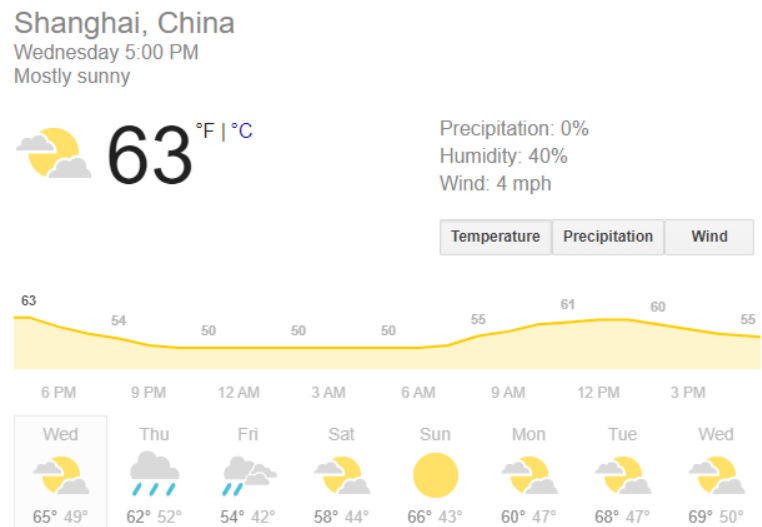 Shanghai, China
Wednesday 5:00 PM
Mostly sunny
63 °F | °C
Precipitation: 0%
Humidity: 40%
Wind: 4 mph
Temperature Precipitation Wind
63 54 50 50 50 55 61 60 55
6 PM 9 PM 12 AM 3 AM 6 AM 9 AM 12 PM 3 PM
Wed Thu Fri Sat Sun Mon Tue Wed
65° 49° 62° 52° 54° 42° 58° 44° 66° 43° 60° 47° 68° 47° 69° 50°